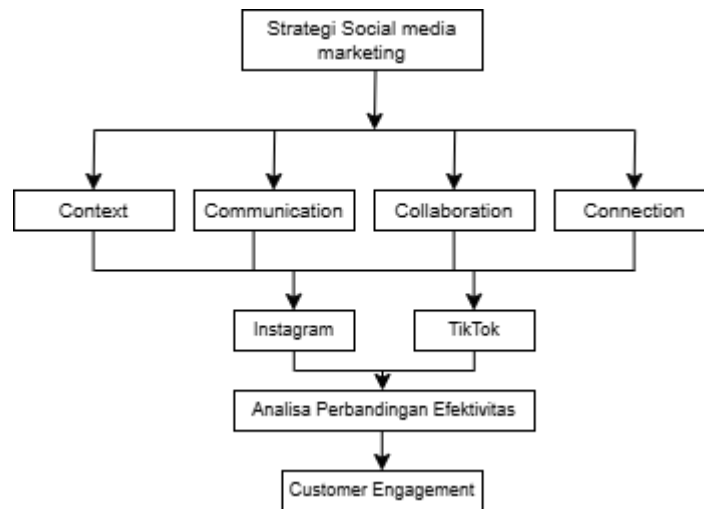 Strategi Social media
marketing
Context
Communication
Collaboration
Connection
Instagram
TikTok
Analisa Perbandingan Efektivitas
Customer Engagement